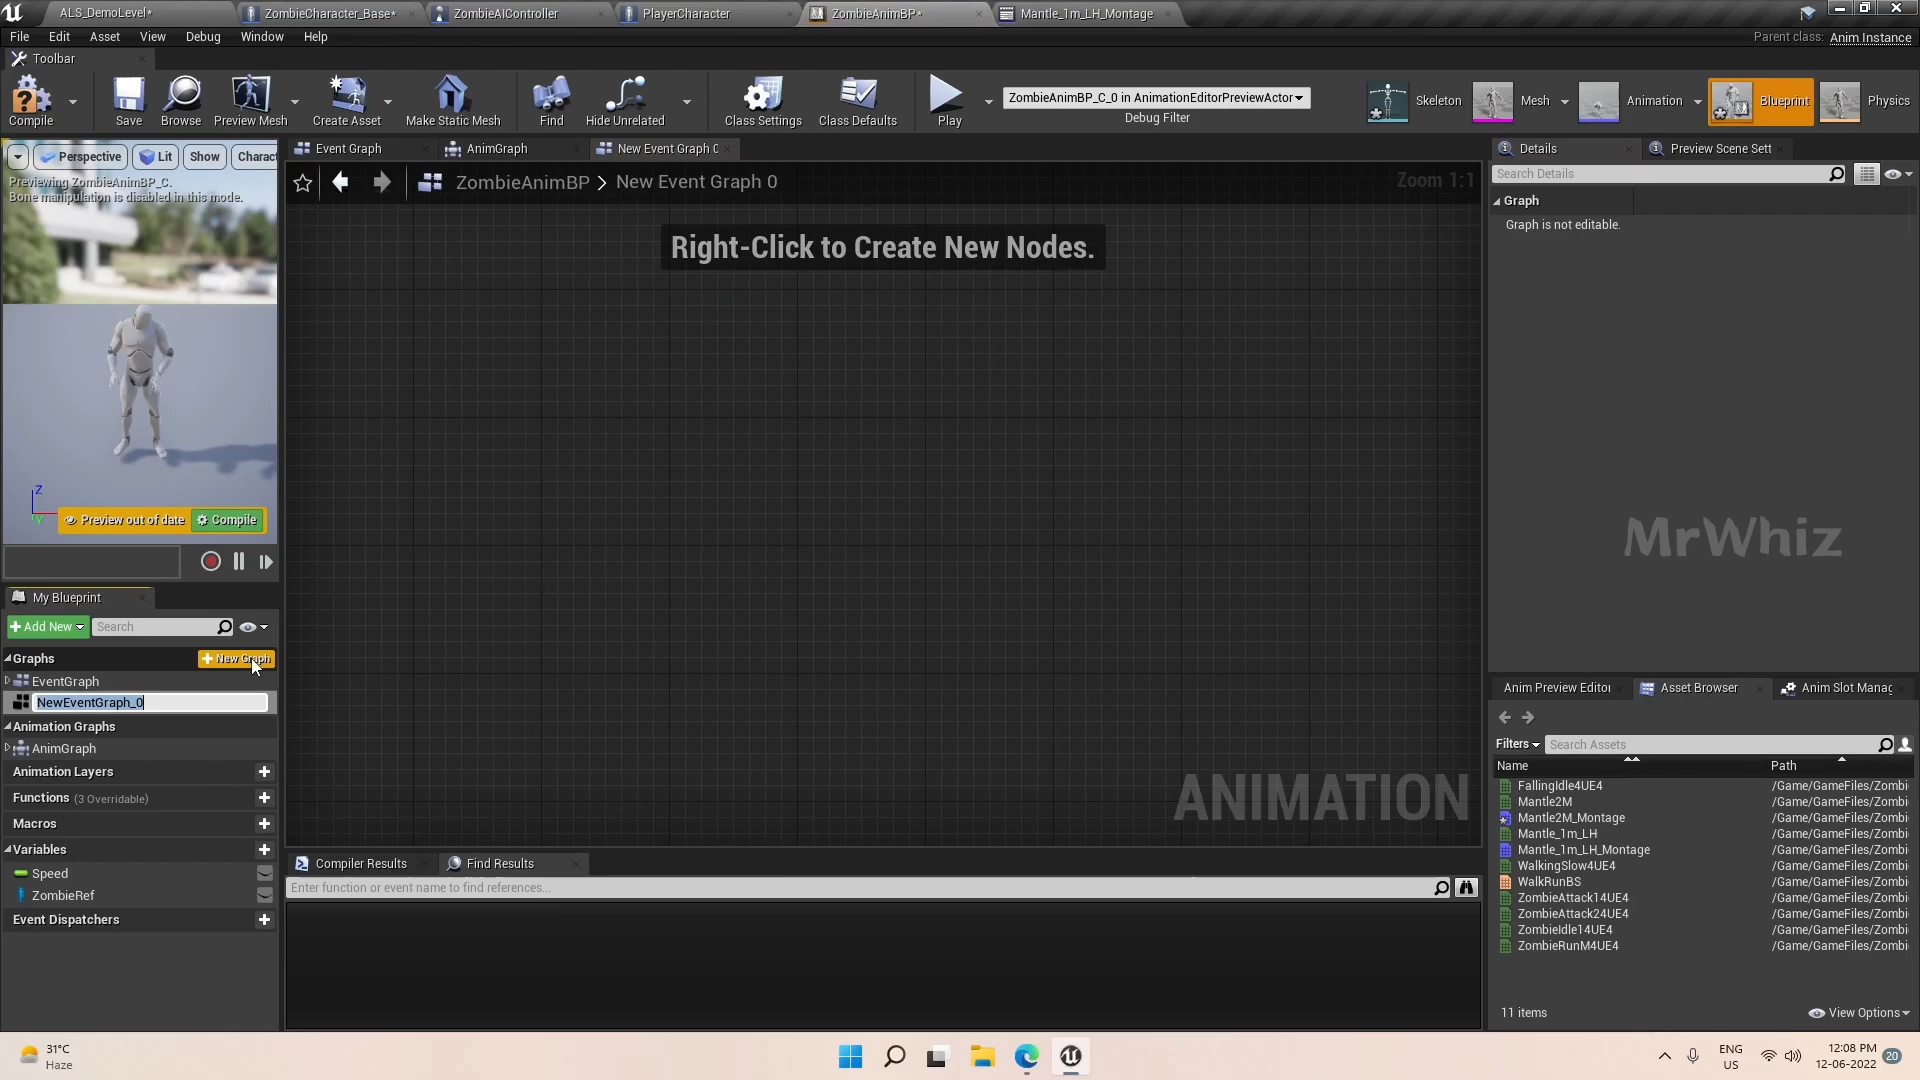 ALS_DemoLevel*
ZombieCharacter_Base*
ZombieAIController
PlayerCharacter
ZombieAnimBP*
Mantle_1m_LH_Montage
File Edit Asset View Debug Window Help
Parent class: Anim Instance
Toolbar
Compile
Save
Browse
Preview Mesh
Create Asset
Make Static Mesh
Find
Hide Unrelated
Class Settings
Class Defaults
Play
ZombieAnimBP_C_0 in AnimationEditorPreviewActor
Debug Filter
Skeleton
Mesh
Animation
Blueprint
Physics
Perspective
Lit
Show
Charact
Previewing ZombieAnimBP_C.
Bone manipulation is disabled in this mode.
Z
Y
Preview out of date
Compile
Event Graph
AnimGraph
New Event Graph 0
ZombieAnimBP > New Event Graph 0
Zoom 1:1
Right-Click to Create New Nodes.
ANIMATION
Details
Preview Scene Sett
Search Details
Graph
Graph is not editable.
MrWhiz
My Blueprint
Add New
Search
Graphs
New Graph
EventGraph
NewEventGraph_0
Animation Graphs
AnimGraph
Animation Layers
Functions (3 Overridable)
Macros
Variables
Speed
ZombieRef
Event Dispatchers
Compiler Results
Find Results
Enter function or event name to find references...
Anim Preview Editor
Asset Browser
Anim Slot Manag
Filters
Search Assets
Name Path
FallingIdle4UE4 /Game/GameFiles/Zombi
Mantle2M /Game/GameFiles/Zombi
Mantle2M_Montage /Game/GameFiles/Zombi
Mantle_1m_LH /Game/GameFiles/Zombi
Mantle_1m_LH_Montage /Game/GameFiles/Zombi
WalkingSlow4UE4 /Game/GameFiles/Zombi
WalkRunBS /Game/GameFiles/Zombi
ZombieAttack14UE4 /Game/GameFiles/Zombi
ZombieAttack24UE4 /Game/GameFiles/Zombi
ZombieIdle14UE4 /Game/GameFiles/Zombi
ZombieRunM4UE4 /Game/GameFiles/Zombi
11 items
View Options
31°C
Haze
ENG
US
12:08 PM
12-06-2022
20